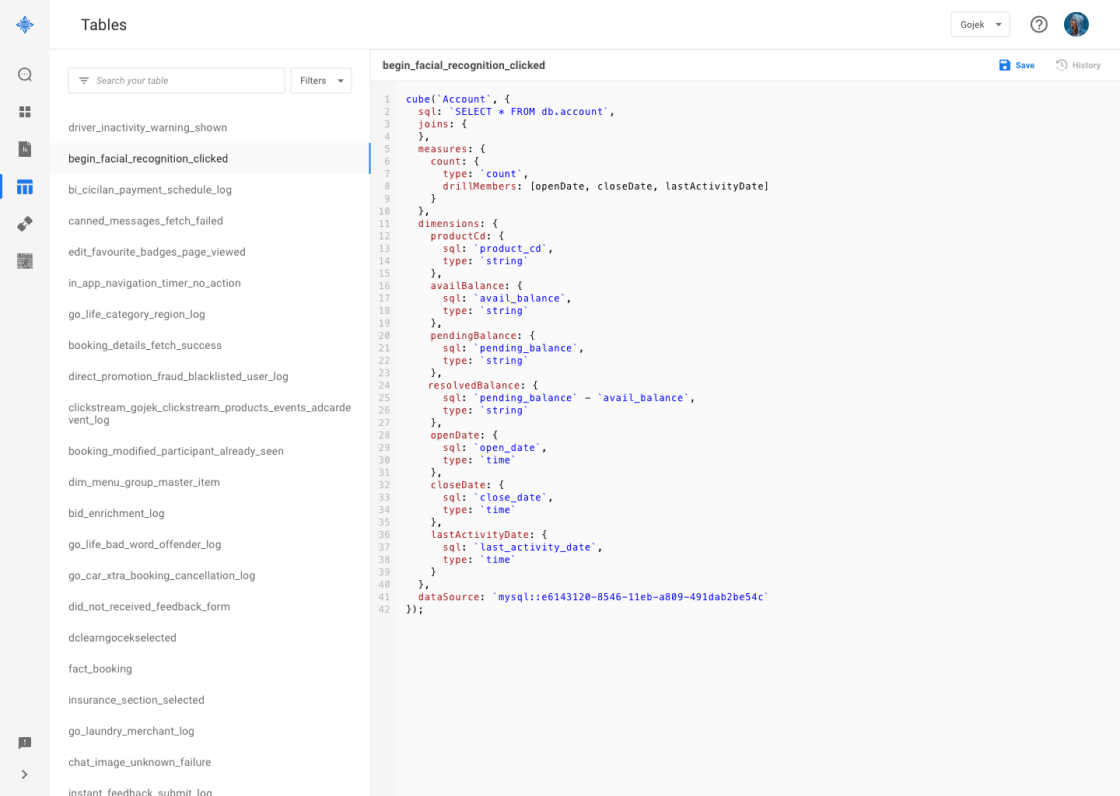 Tables
Gojek
Search your table
Filters
driver_inactivity_warning_shown
begin_facial_recognition_clicked
bi_cicilan_payment_schedule_log
canned_messages_fetch_failed
edit_favourite_badges_page_viewed
in_app_navigation_timer_no_action
go_life_category_region_log
booking_details_fetch_success
direct_promotion_fraud_blacklisted_user_log
clickstream_gojek_clickstream_products_events_adcarde
vent_log
booking_modified_participant_already_seen
dim_menu_group_master_item
bid_enrichment_log
go_life_bad_word_offender_log
go_car_xtra_booking_cancellation_log
did_not_received_feedback_form
dclearngocekselected
fact_booking
insurance_section_selected
go_laundry_merchant_log
chat_image_unknown_failure
instant_feedback_submit_log
begin_facial_recognition_clicked
Save
History
1 cube(`Account`, {
2 sql: `SELECT * FROM db.account`,
3 joins: {
4 },
5 measures: {
6 count: {
7 type: `count`,
8 drillMembers: [openDate, closeDate, lastActivityDate]
9 }
10 },
11 dimensions: {
12 productCd: {
13 sql: `product_cd`,
14 type: `string`
15 },
16 availBalance: {
17 sql: `avail_balance`,
18 type: `string`
19 },
20 pendingBalance: {
21 sql: `pending_balance`,
22 type: `string`
23 },
24 resolvedBalance: {
25 sql: `pending_balance` - `avail_balance`,
26 type: `string`
27 },
28 openDate: {
29 sql: `open_date`,
30 type: `time`
31 },
32 closeDate: {
33 sql: `close_date`,
34 type: `time`
35 },
36 lastActivityDate: {
37 sql: `last_activity_date`,
38 type: `time`
39 }
40 },
41 dataSource: `mysql::e6143120-8546-11eb-a809-491dab2be54c`
42 });